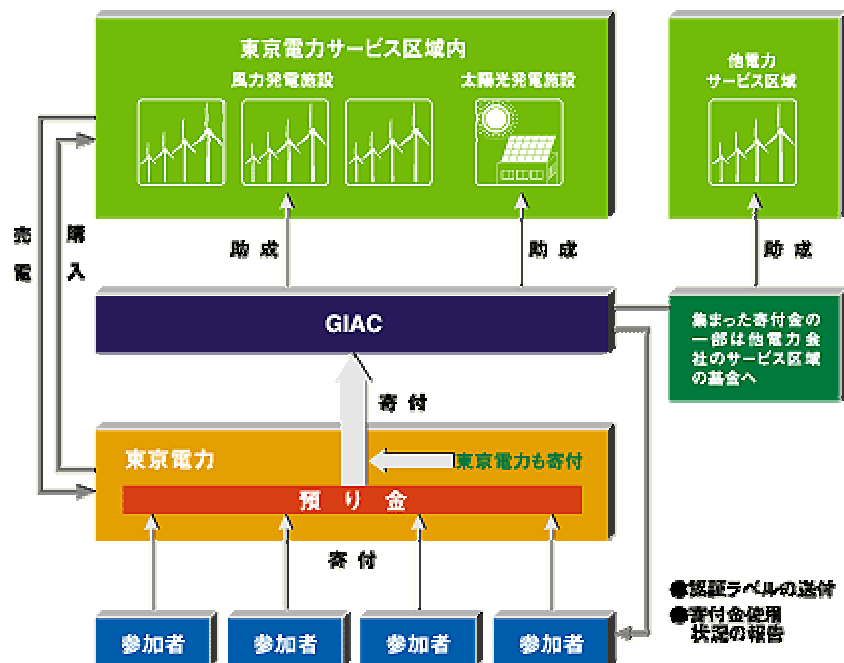 東京電力サービス区域内
風力発電施設
太陽光発電施設
他電力
サービス区域
売電
購入
助成
助成
助成
GIAC
集まった寄付金の
一部は他電力会
社のサービス区域
の基金へ
寄付
東京電力
東京電力も寄付
預り金
寄付
参加者
参加者
参加者
参加者
●認証ラベルの送付
●寄付金使用
状況の報告